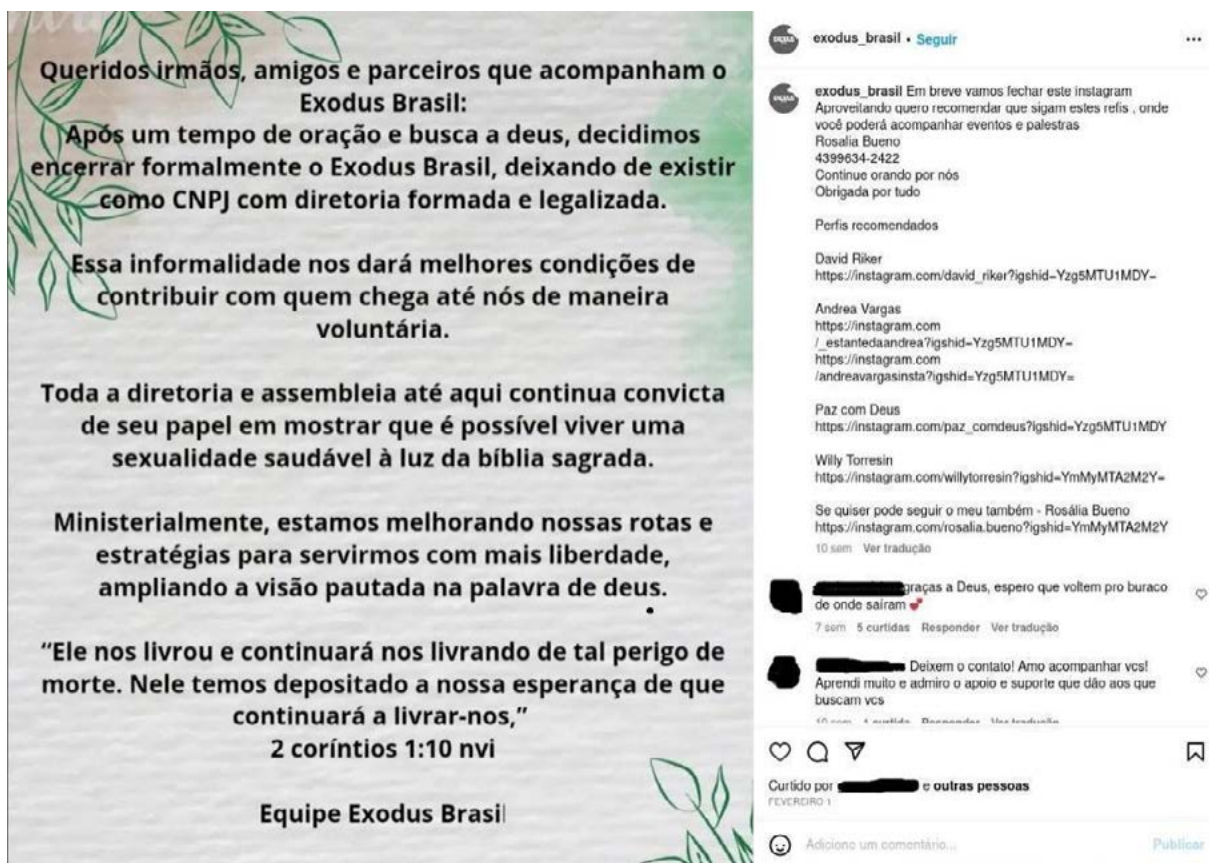 Queridos irmãos, amigos e parceiros que acompanham o
Exodus Brasil:
Após um tempo de oração e busca a deus, decidimos
encerrar formalmente o Exodus Brasil, deixando de existir
como CNPJ com diretoria formada e legalizada.
Essa informalidade nos dará melhores condições de
contribuir com quem chega até nós de maneira
voluntária.
Toda a diretoria e assembleia até aqui continua convicta
de seu papel em mostrar que é possível viver uma
sexualidade saudável à luz da bíblia sagrada.
Ministerialmente, estamos melhorando nossas rotas e
estratégias para servirmos com mais liberdade,
ampliando a visão pautada na palavra de deus.
“Ele nos livrou e continuará nos livrando de tal perigo de
morte. Nele temos depositado a nossa esperança de que
continuará a livrar-nos,”
2 coríntios 1:10 nvi
Equipe Exodus Brasil
exodus_brasil • Seguir
exodus_brasil Em breve vamos fechar este instagram
Aproveitando quero recomendar que sigam estes refis , onde
você poderá acompanhar eventos e palestras
Rosalia Bueno
4399634-2422
Continue orando por nós
Obrigada por tudo
Perfis recomendados
David Riker
https://instagram.com/david_riker?igshid=Yzg5MTU1MDY=
Andrea Vargas
https://instagram.com
/_estantedaandrea?igshid=Yzg5MTU1MDY=
https://instagram.com
/andreavargasinsta?igshid=Yzg5MTU1MDY=
Paz com Deus
https://instagram.com/paz_comdeus?igshid=Yzg5MTU1MDY
Willy Torresin
https://instagram.com/willytorresin?igshid=YmMyMTA2M2Y=
Se quiser pode seguir o meu também - Rosália Bueno
https://instagram.com/rosalia.bueno?igshid=YmMyMTA2M2Y
10 sem Ver tradução
graças a Deus, espero que voltem pro buraco
de onde saíram 💕
7 sem 5 curtidas Responder Ver tradução
Deixem o contato! Amo acompanhar vcs!
Aprendi muito e admiro o apoio e suporte que dão aos que
buscam vcs
10 sem 1 curtida Responder Ver tradução
Curtido por e outras pessoas
FEVEREIRO 1
Adicione um comentário...
Publicar